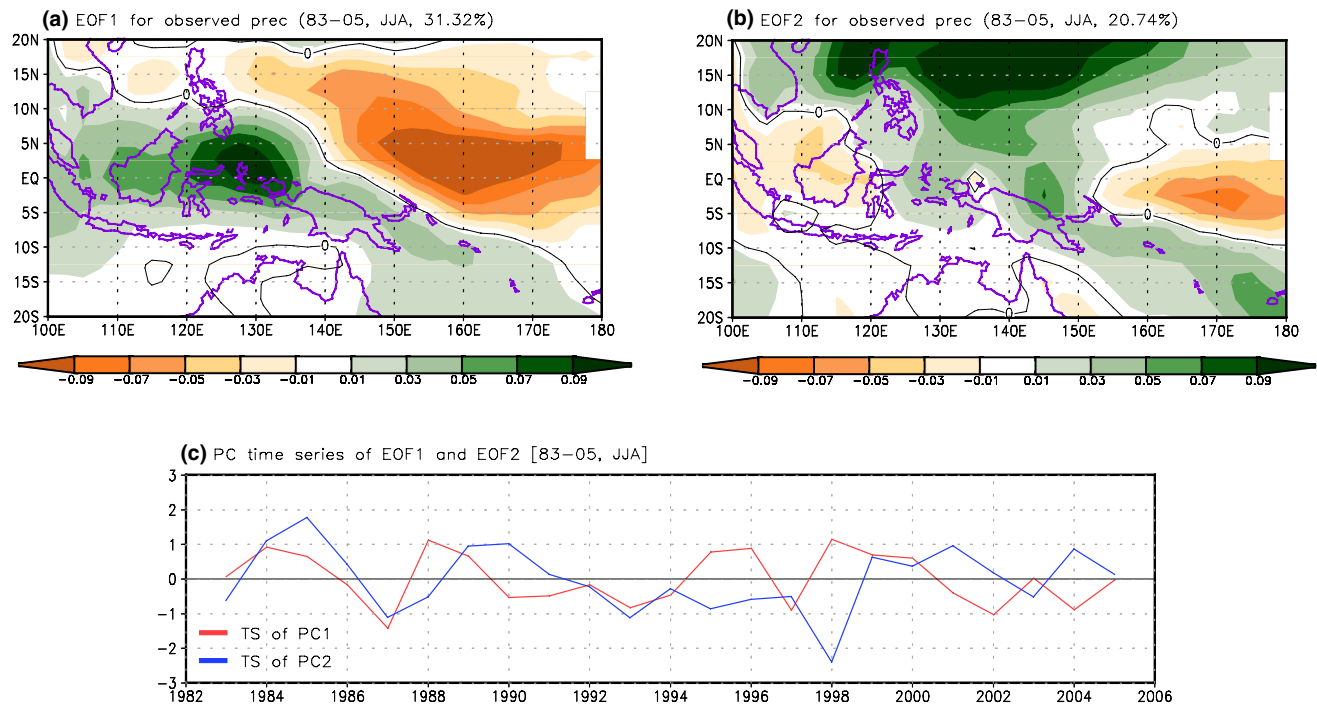 (a) EOF1 for observed prec (83-05, JJA, 31.32%)
20N
15N
10N
5N
EQ
5S
10S
15S
20S
0
0
0
100E 110E 120E 130E 140E 150E 160E 170E 180
-0.09 -0.07 -0.05 -0.03 -0.01 0.01 0.03 0.05 0.07 0.09
(b) EOF2 for observed prec (83-05, JJA, 20.74%)
20N
15N
10N
5N
EQ
5S
10S
15S
20S
0
0
0
0
0
100E 110E 120E 130E 140E 150E 160E 170E 180
-0.09 -0.07 -0.05 -0.03 -0.01 0.01 0.03 0.05 0.07 0.09
(c) PC time series of EOF1 and EOF2 [83-05, JJA]
3
2
1
0
-1
-2
-3
TS of PC1
TS of PC2
1982 1984 1986 1988 1990 1992 1994 1996 1998 2000 2002 2004 2006